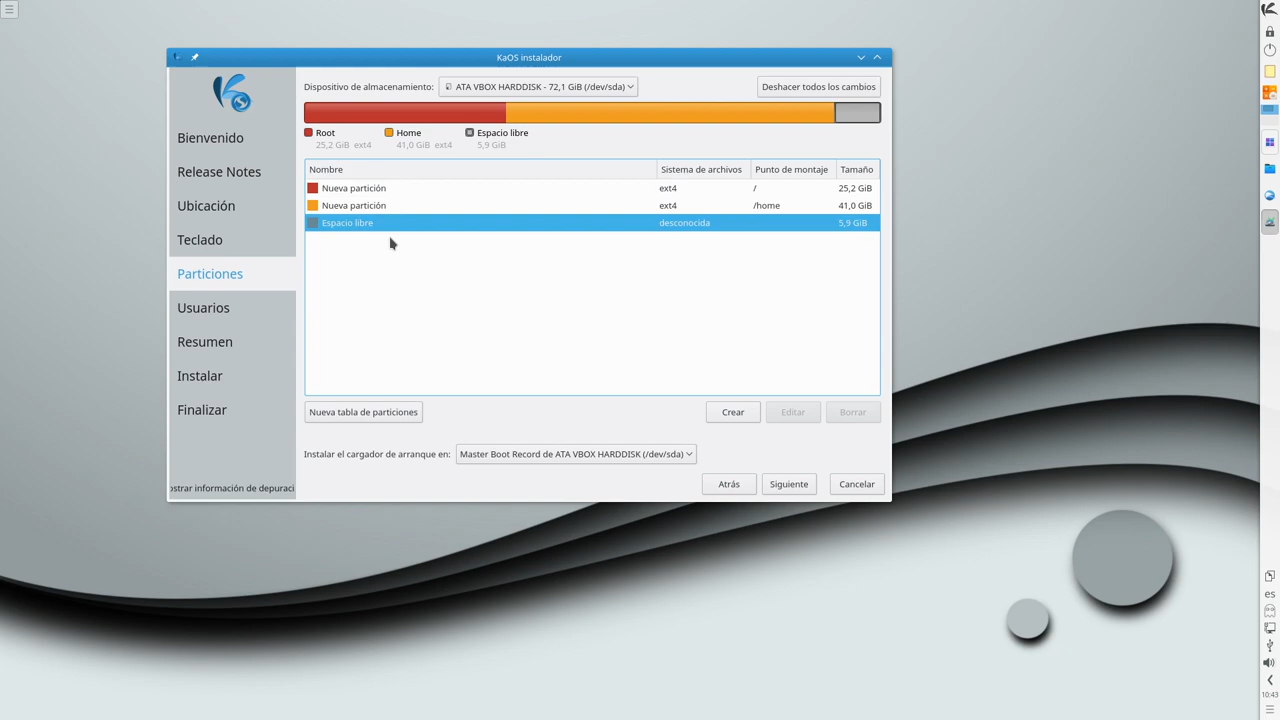 KaOS instalador
Dispositivo de almacenamiento: ATA VBOX HARDDISK - 72,1 GiB (/dev/sda) Deshacer todos los cambios
Root Home Espacio libre
25,2 GiB ext4 41,0 GiB ext4 5,9 GiB
Bienvenido
Release Notes
Ubicación
Teclado
Particiones
Usuarios
Resumen
Instalar
Finalizar
ostrar información de depuraci
Nombre Sistema de archivos Punto de montaje Tamaño
Nueva partición ext4 / 25,2 GiB
Nueva partición ext4 /home 41,0 GiB
Espacio libre desconocida 5,9 GiB
Nueva tabla de particiones Crear Editar Borrar
Instalar el cargador de arranque en: Master Boot Record de ATA VBOX HARDDISK (/dev/sda)
Atrás Siguiente Cancelar
es
10:43